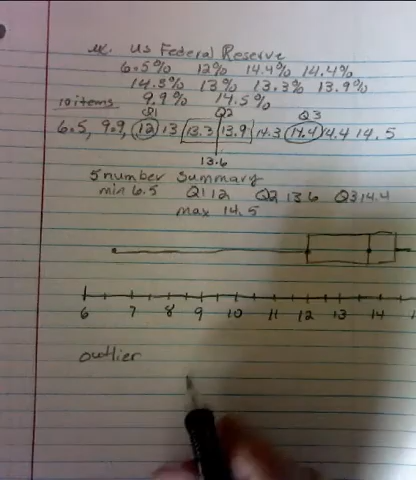 ex. US Federal Reserve
6.5% 12% 14.4% 14.4%
14.3% 13% 13.3% 13.9%
10 items 9.9% 14.5%
Q1 Q2 Q3
6.5, 9.9, 12 13 13.3 13.9 14.3 14.4 14.4 14.5
13.6
5 number summary
min 6.5 Q1 12 Q2 13.6 Q3 14.4
max 14.5
6 7 8 9 10 11 12 13 14
outlier